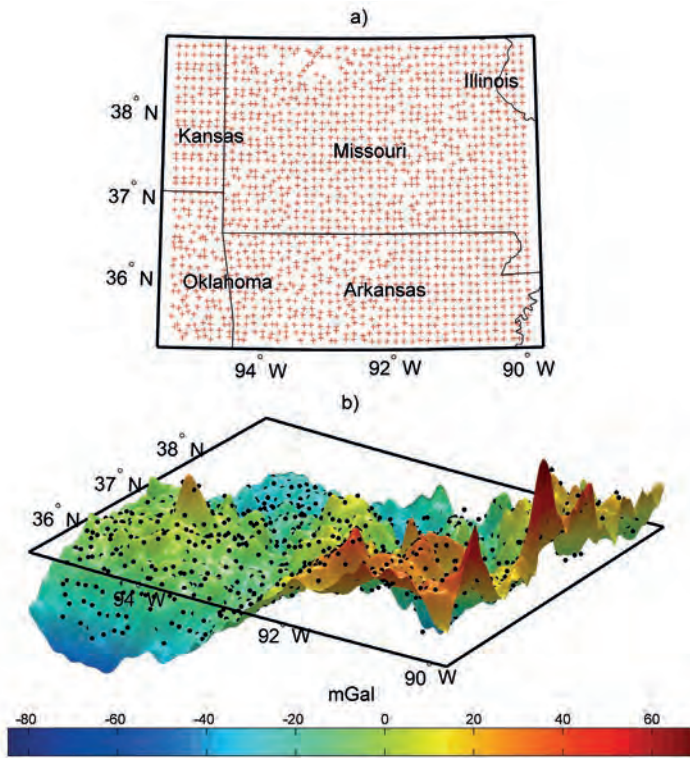 a)
Illinois
38° N
Kansas
Missouri
37° N
36° N
Oklahoma
Arkansas
94° W
92° W
90° W
b)
38° N
37° N
36° N
94° W
92° W
90° W
mGal
-80 -60 -40 -20 0 20 40 60